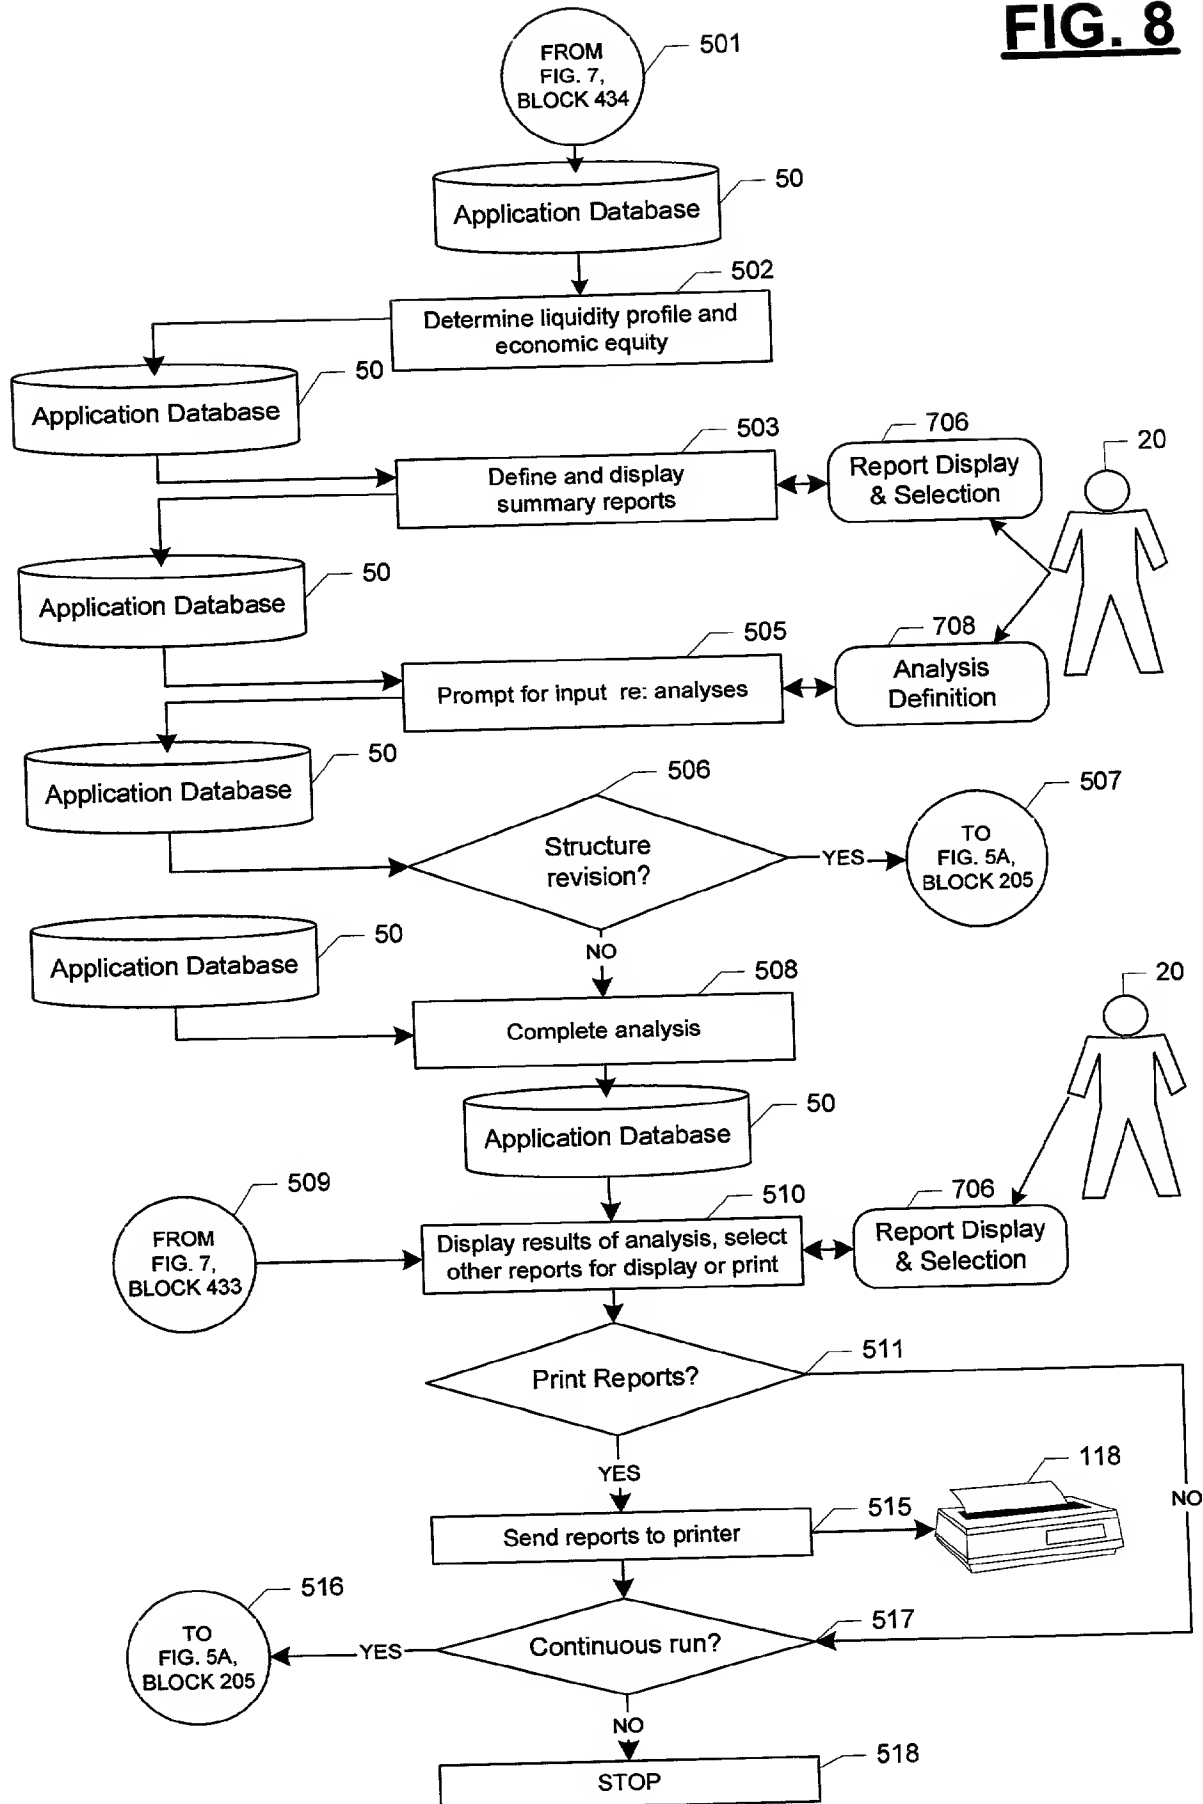 FIG. 8
FROM
FIG. 7,
BLOCK 434
501
Application Database
50
502
Determine liquidity profile and
economic equity
50
Application Database
503
Define and display
summary reports
706
Report Display
& Selection
20
50
Application Database
505
Prompt for input re: analyses
708
Analysis
Definition
50
Application Database
506
Structure
revision?
YES
507
TO
FIG. 5A,
BLOCK 205
NO
50
Application Database
508
Complete analysis
20
50
Application Database
509
FROM
FIG. 7,
BLOCK 433
510
Display results of analysis, select
other reports for display or print
706
Report Display
& Selection
511
Print Reports?
YES
NO
118
515
Send reports to printer
516
TO
FIG. 5A,
BLOCK 205
YES
517
Continuous run?
NO
518
STOP